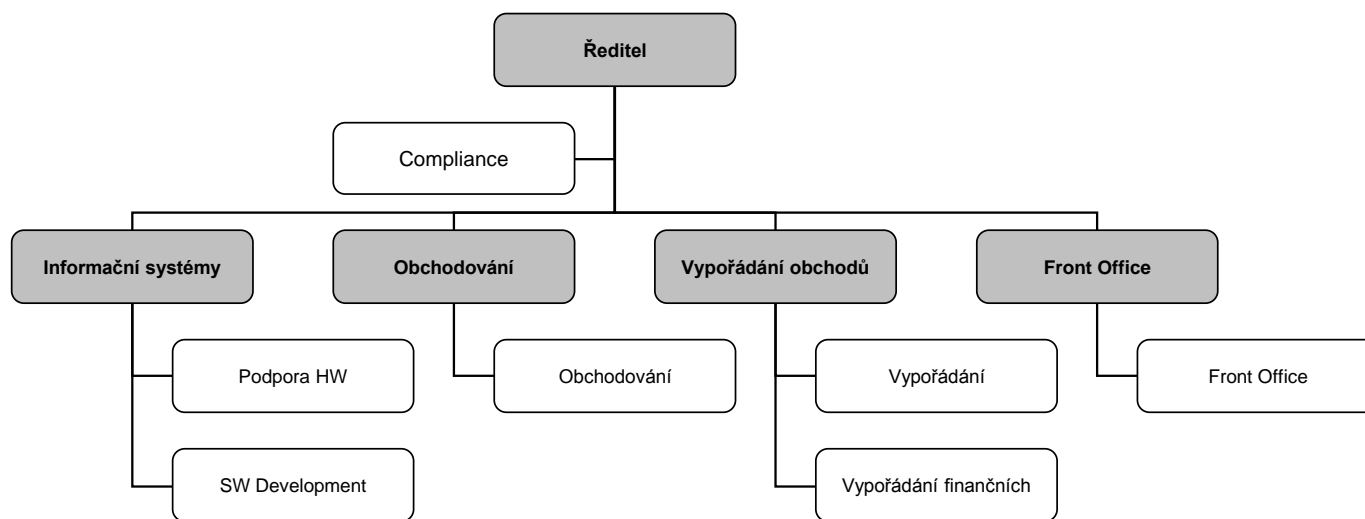 Ředitel
Compliance
Informační systémy
Obchodování
Vypořádání obchodů
Front Office
Podpora HW
Obchodování
Vypořádání
Front Office
SW Development
Vypořádání finančních